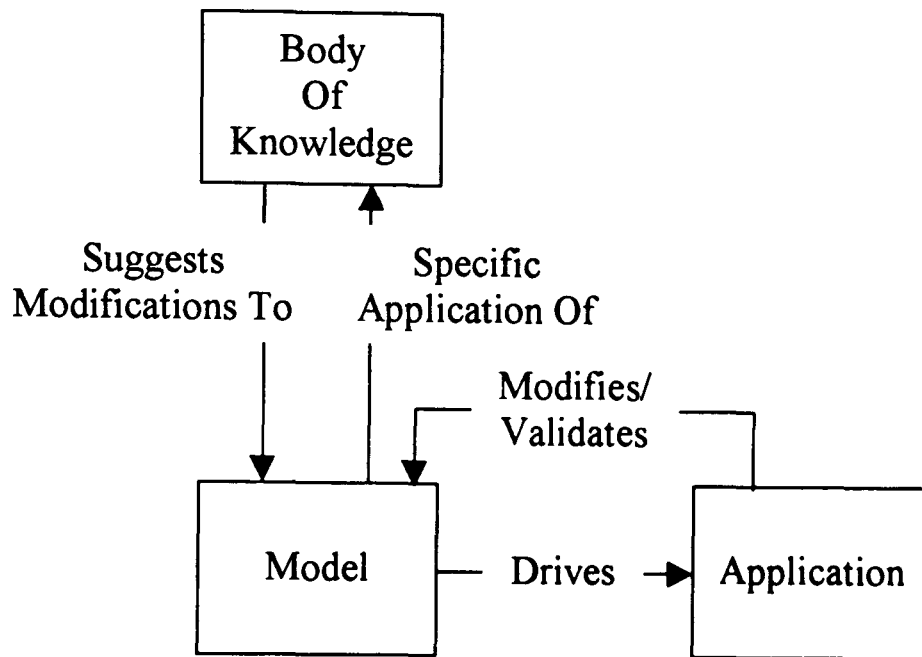 Body
Of
Knowledge
Suggests
Modifications To
Specific
Application Of
Modifies/
Validates
Model
Drives
Application